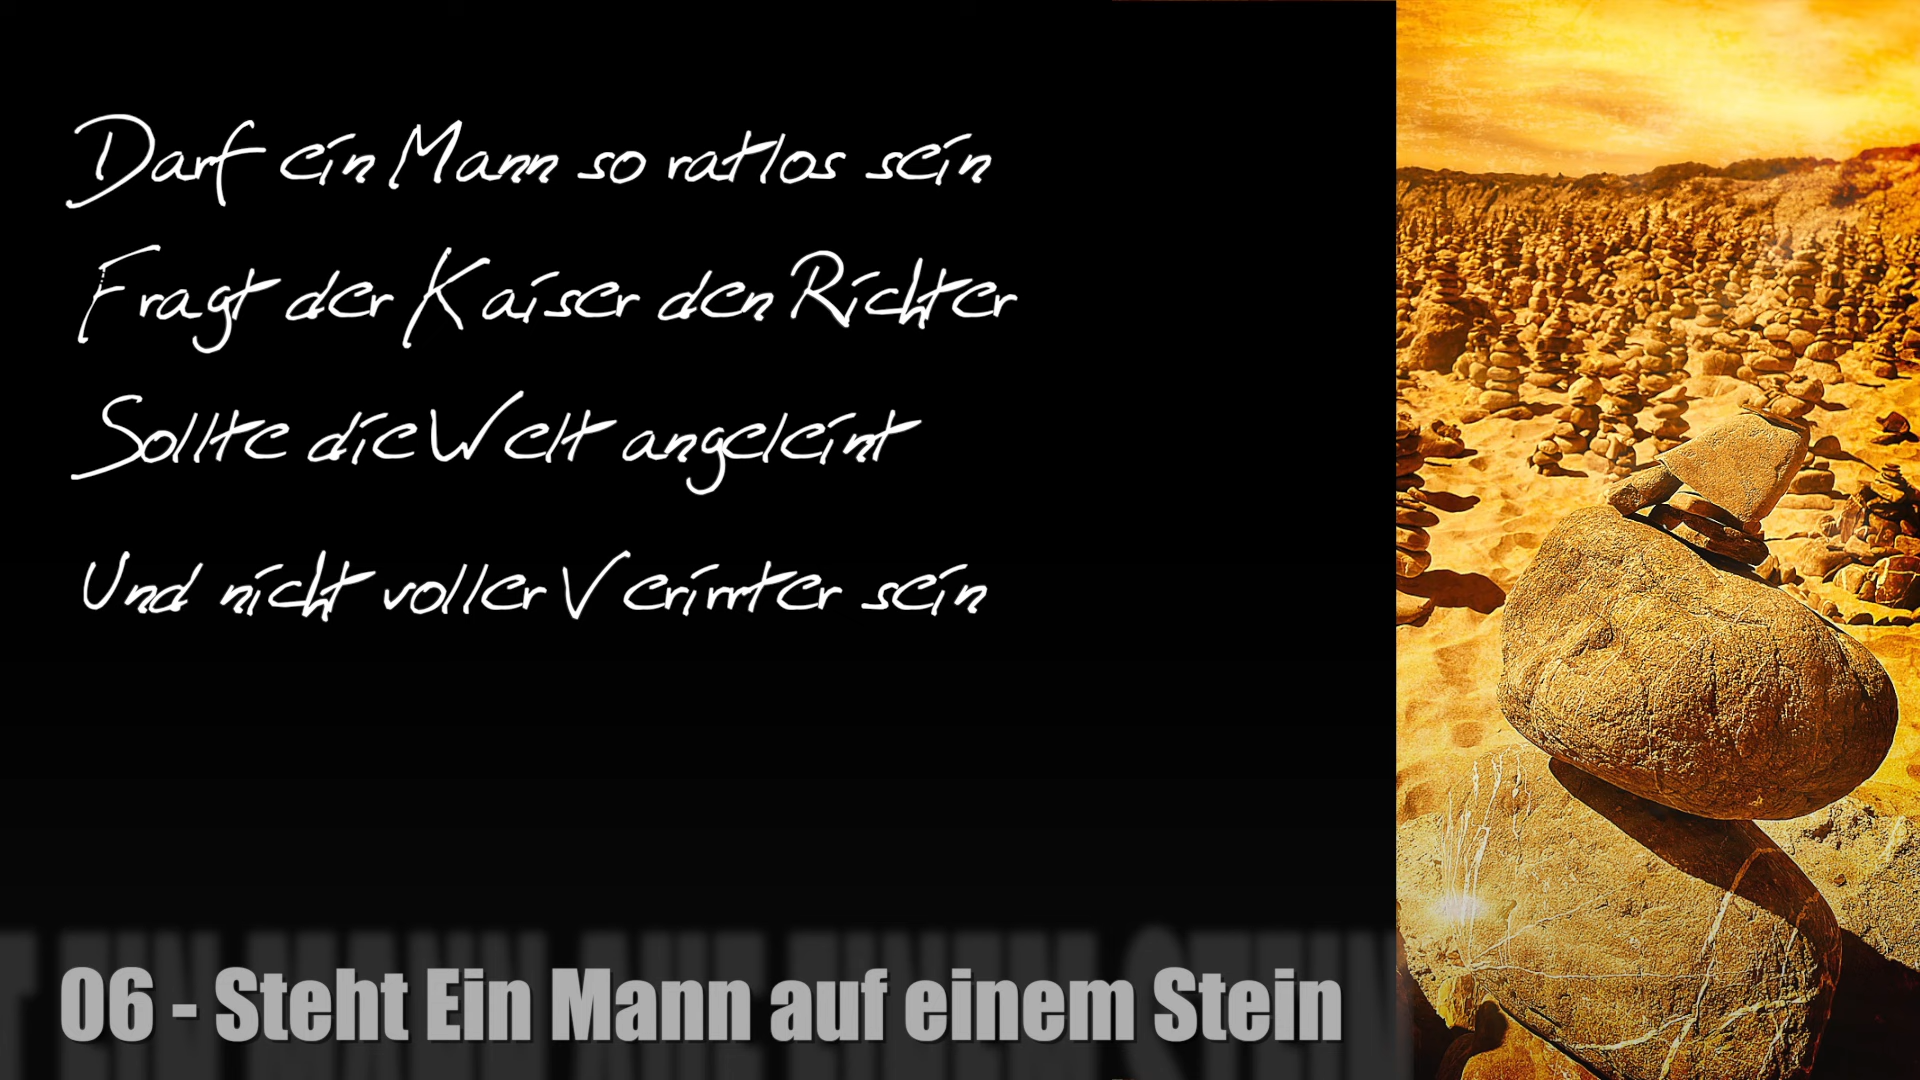 Darf ein Mann so ratlos sein
Fragt der Kaiser den Richter
Sollte die Welt angeleint
Und nicht voller Verirrter sein
06 - Steht Ein Mann auf einem Stein